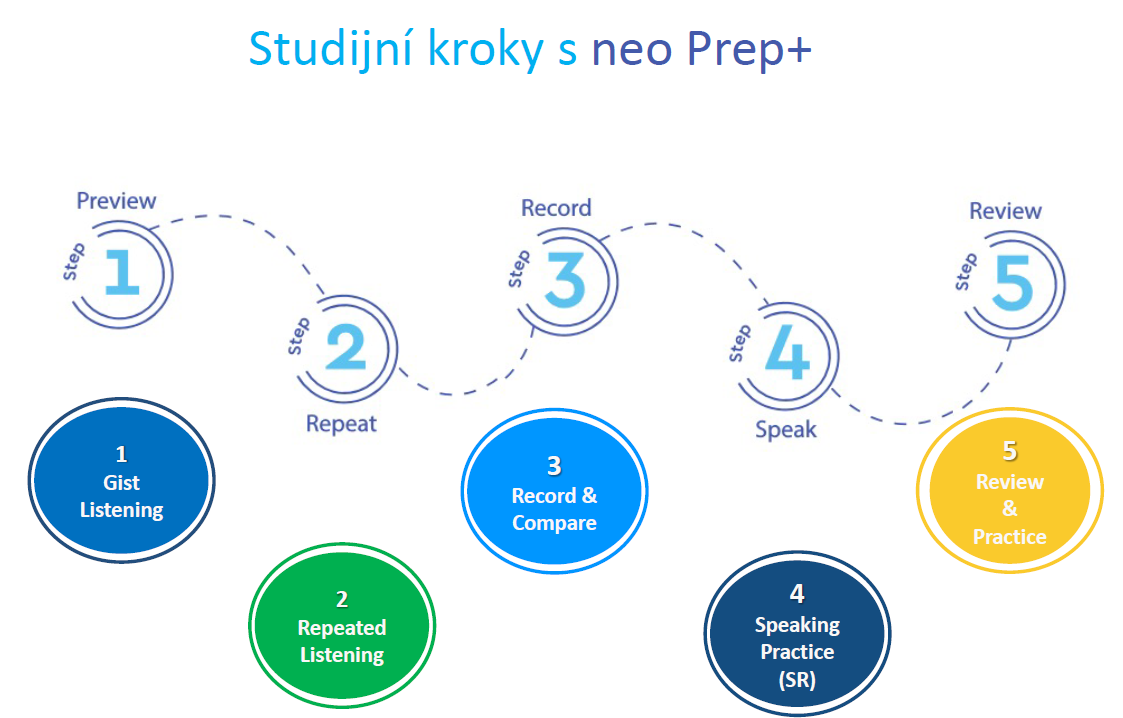 Studijní kroky s neo Prep+
Preview
Step
1
Step
2
Repeat
Record
Step
3
Step
4
Speak
Review
Step
5
1
Gist
Listening
2
Repeated
Listening
3
Record &
Compare
4
Speaking
Practice
(SR)
5
Review
&
Practice